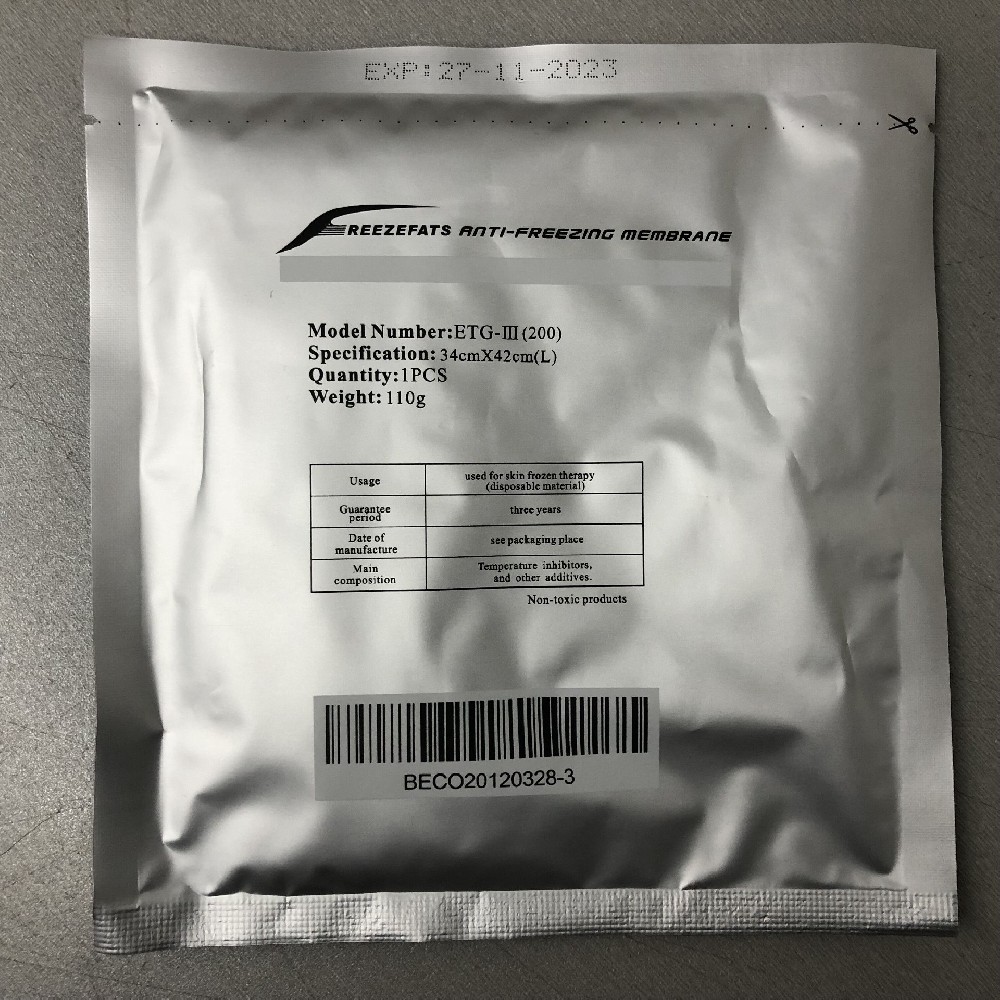 EXP:27-11-2023
FREEZEFATS ANTI-FREEZING MEMBRANE
Model Number:ETG-Ⅲ(200)
Specification: 34cmX42cm(L)
Quantity:1PCS
Weight: 110g
Usage
used for skin frozen therapy
(disposable material)
Guarantee
period
three years
Date of
manufacture
see packaging place
Main
composition
Temperature inhibitors,
and other additives.
Non-toxic products
BECO20120328-3